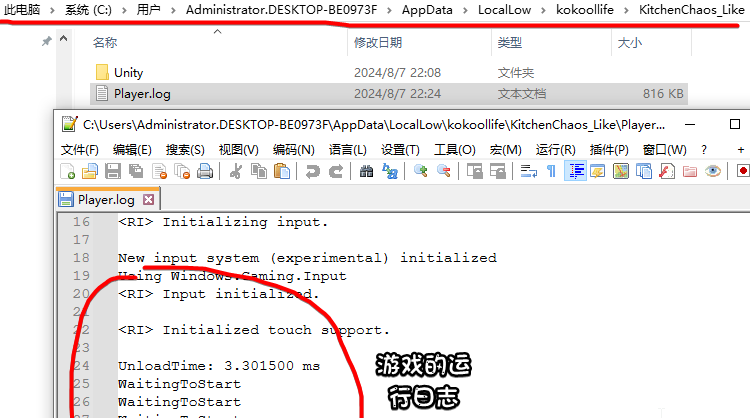 此电脑 > 系统 (C:) > 用户 > Administrator.DESKTOP-BE0973F > AppData > LocalLow > kokoollife > KitchenChaos_Like
名称 修改日期 类型 大小
Unity 2024/8/7 22:08 文件夹
Player.log 2024/8/7 22:24 文本文档 816 KB
C:\Users\Administrator.DESKTOP-BE0973F\AppData\LocalLow\kokoollife\KitchenChaos_Like\Player...
文件(F) 编辑(E) 搜索(S) 视图(V) 编码(N) 语言(L) 设置(T) 工具(O) 宏(M) 运行(R) 插件(P) 窗口(W) ? +
Player.log
16 <RI> Initializing input.
17
18 New input system (experimental) initialized
19 Using Windows.Gaming.Input
20 <RI> Input initialized.
21
22 <RI> Initialized touch support.
23
24 UnloadTime: 3.301500 ms
25 WaitingToStart
26 WaitingToStart
27 WaitingToStart
游戏的运
行日志